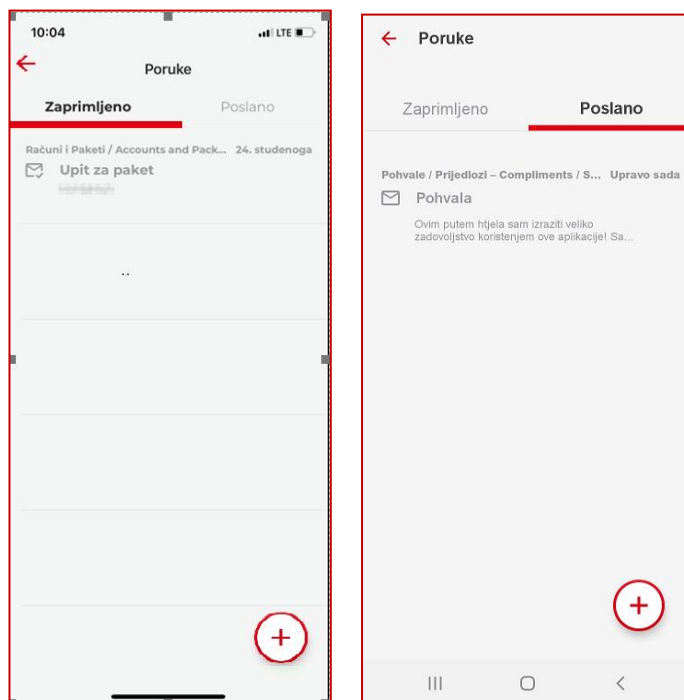 10:04
LTE
Poruke
Zaprimljeno
Poslano
Računi i Paketi / Accounts and Pack... 24. studenoga
Upit za paket
..
Poruke
Zaprimljeno
Poslano
Pohvale / Prijedlozi – Compliments / S... Upravo sada
Pohvala
Ovim putem htjela sam izraziti veliko
zadovoljstvo koristenjem ove aplikacije! Sa...